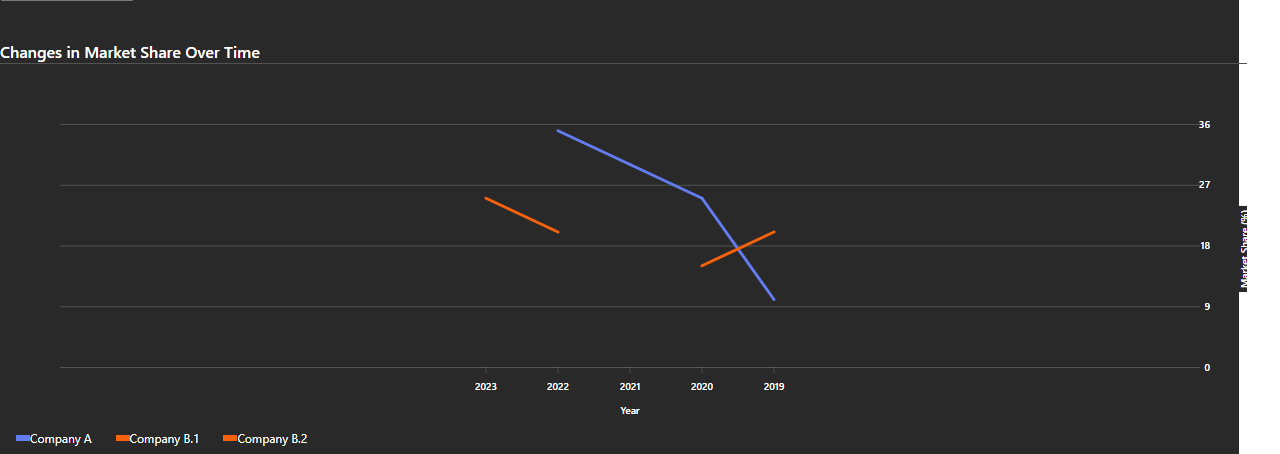 Changes in Market Share Over Time
36
27
18
9
0
Market Share (%)
2023 2022 2021 2020 2019
Year
Company A Company B.1 Company B.2